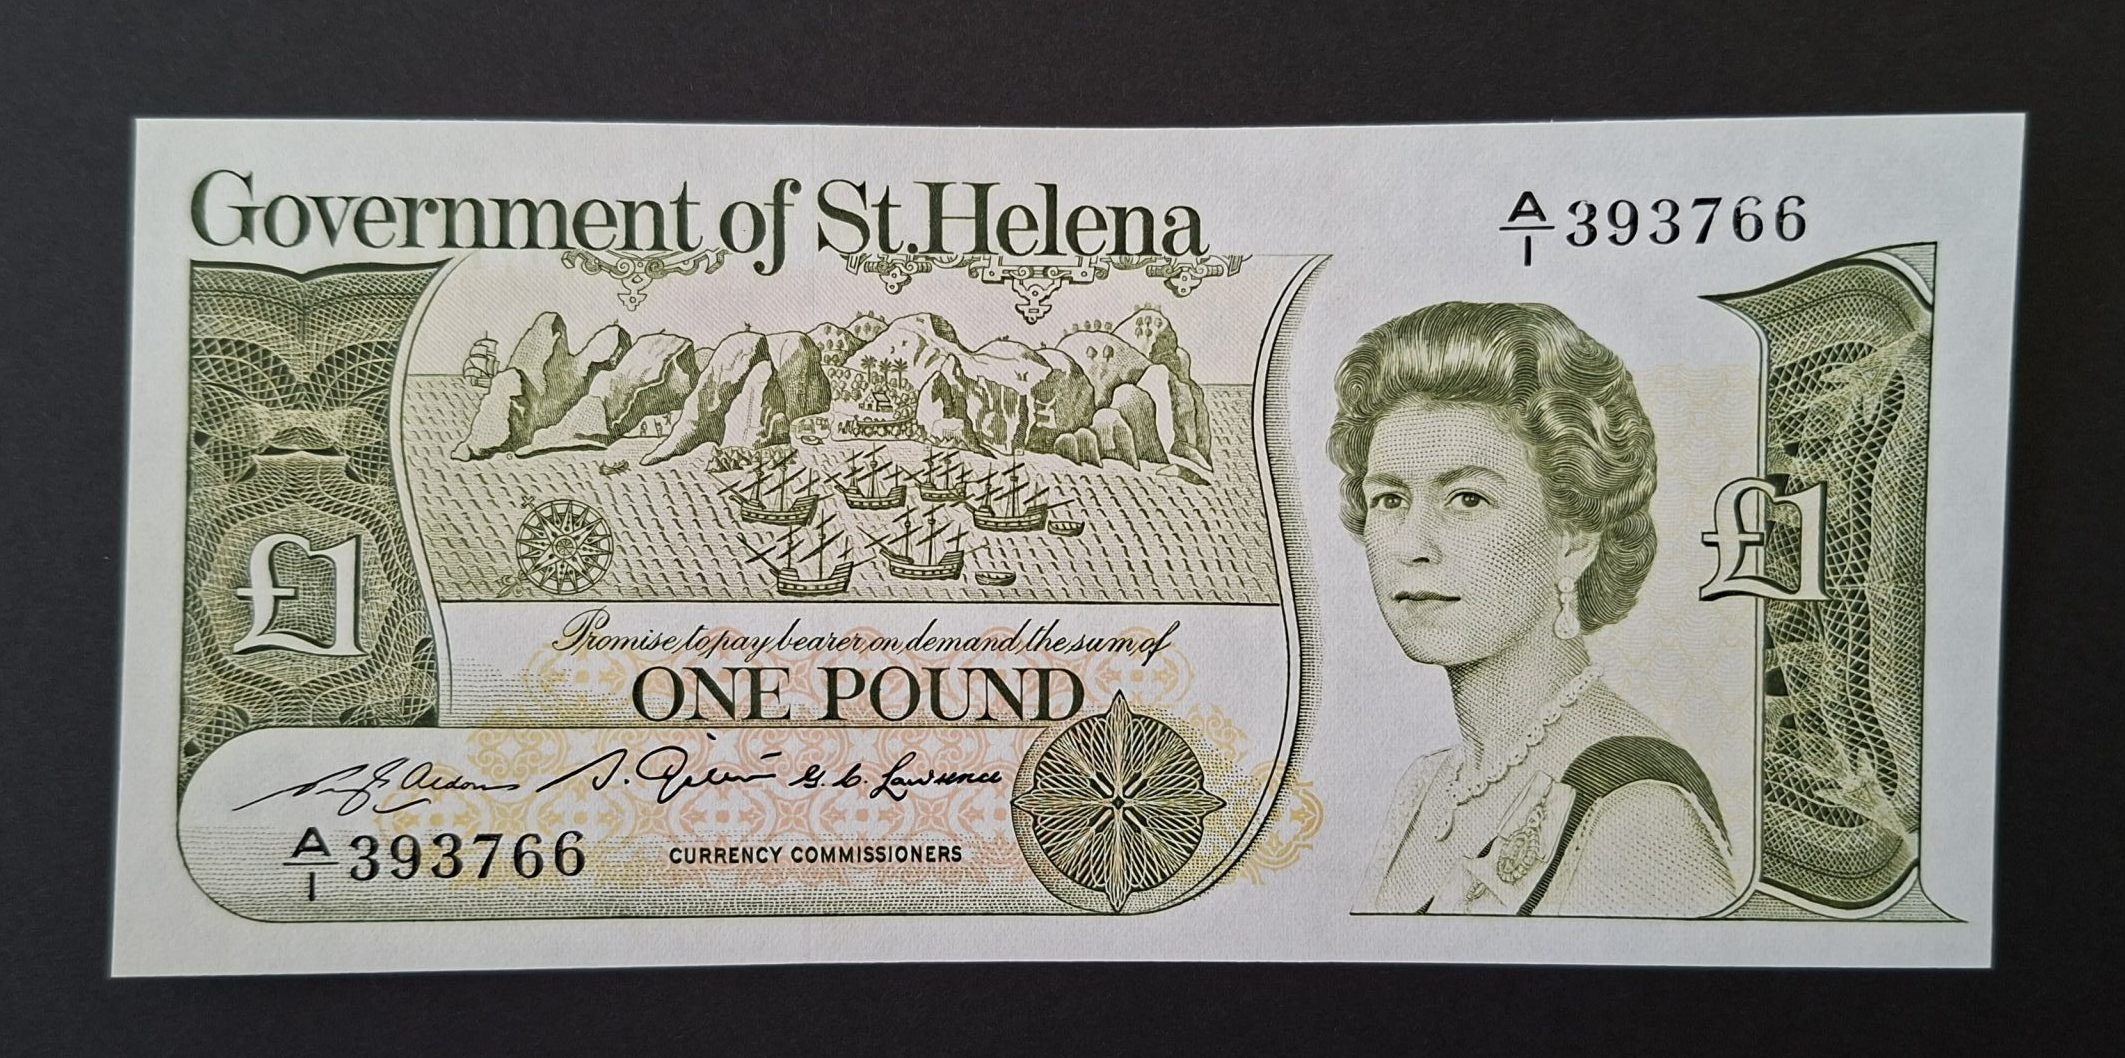 Government of St. Helena
A/1 393766
£1
£1
Promise to pay bearer on demand the sum of
ONE POUND
G. C. Lawrence
A/1 393766
CURRENCY COMMISSIONERS